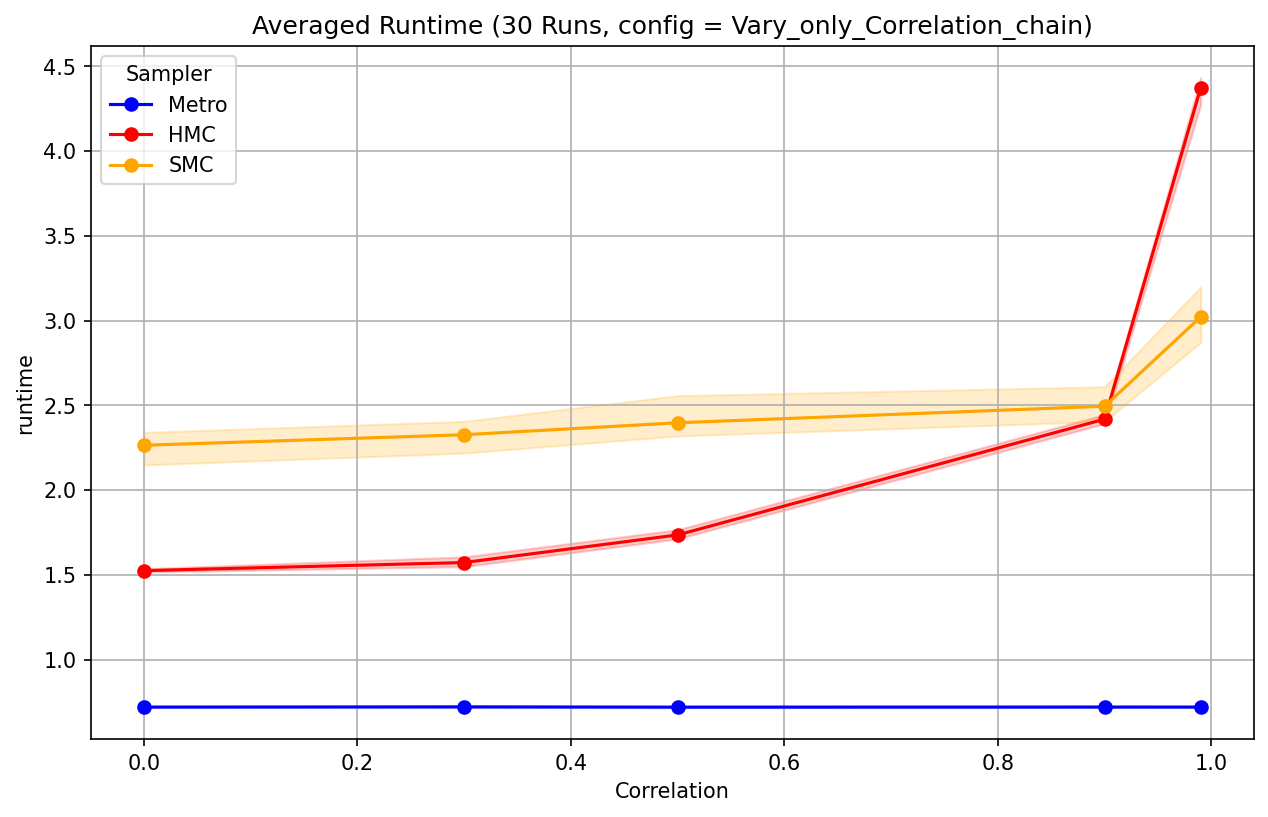 Averaged Runtime (30 Runs, config = Vary_only_Correlation_chain)
Sampler
Metro
HMC
SMC
4.5
4.0
3.5
3.0
2.5
2.0
1.5
1.0
runtime
0.0 0.2 0.4 0.6 0.8 1.0
Correlation